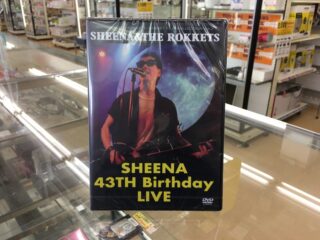 SHEENA & THE ROKKETS
SHEENA
43TH Birthday
LIVE
DVD